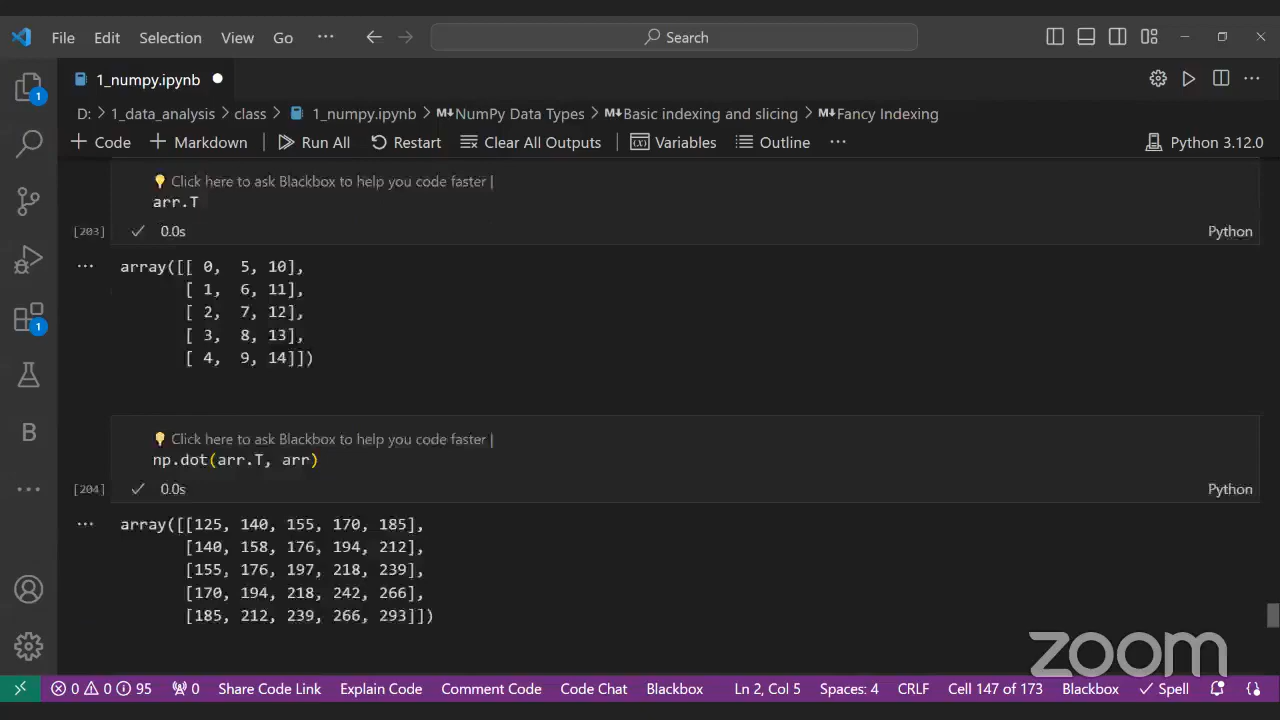 File Edit Selection View Go ··· Search
1_numpy.ipynb
D: > 1_data_analysis > class > 1_numpy.ipynb > M↓NumPy Data Types > M↓Basic indexing and slicing > M↓Fancy Indexing
+ Code + Markdown | Run All Restart Clear All Outputs | Variables Outline ··· Python 3.12.0
Click here to ask Blackbox to help you code faster |
arr.T
[203] ✓ 0.0s Python
··· array([[ 0,  5, 10],
[ 1,  6, 11],
[ 2,  7, 12],
[ 3,  8, 13],
[ 4,  9, 14]])
Click here to ask Blackbox to help you code faster |
np.dot(arr.T, arr)
[204] ✓ 0.0s Python
··· array([[125, 140, 155, 170, 185],
[140, 158, 176, 194, 212],
[155, 176, 197, 218, 239],
[170, 194, 218, 242, 266],
[185, 212, 239, 266, 293]])
1
1
B
zoom
0 0 95 0 Share Code Link Explain Code Comment Code Code Chat Blackbox Ln 2, Col 5 Spaces: 4 CRLF Cell 147 of 173 Blackbox ✓ Spell